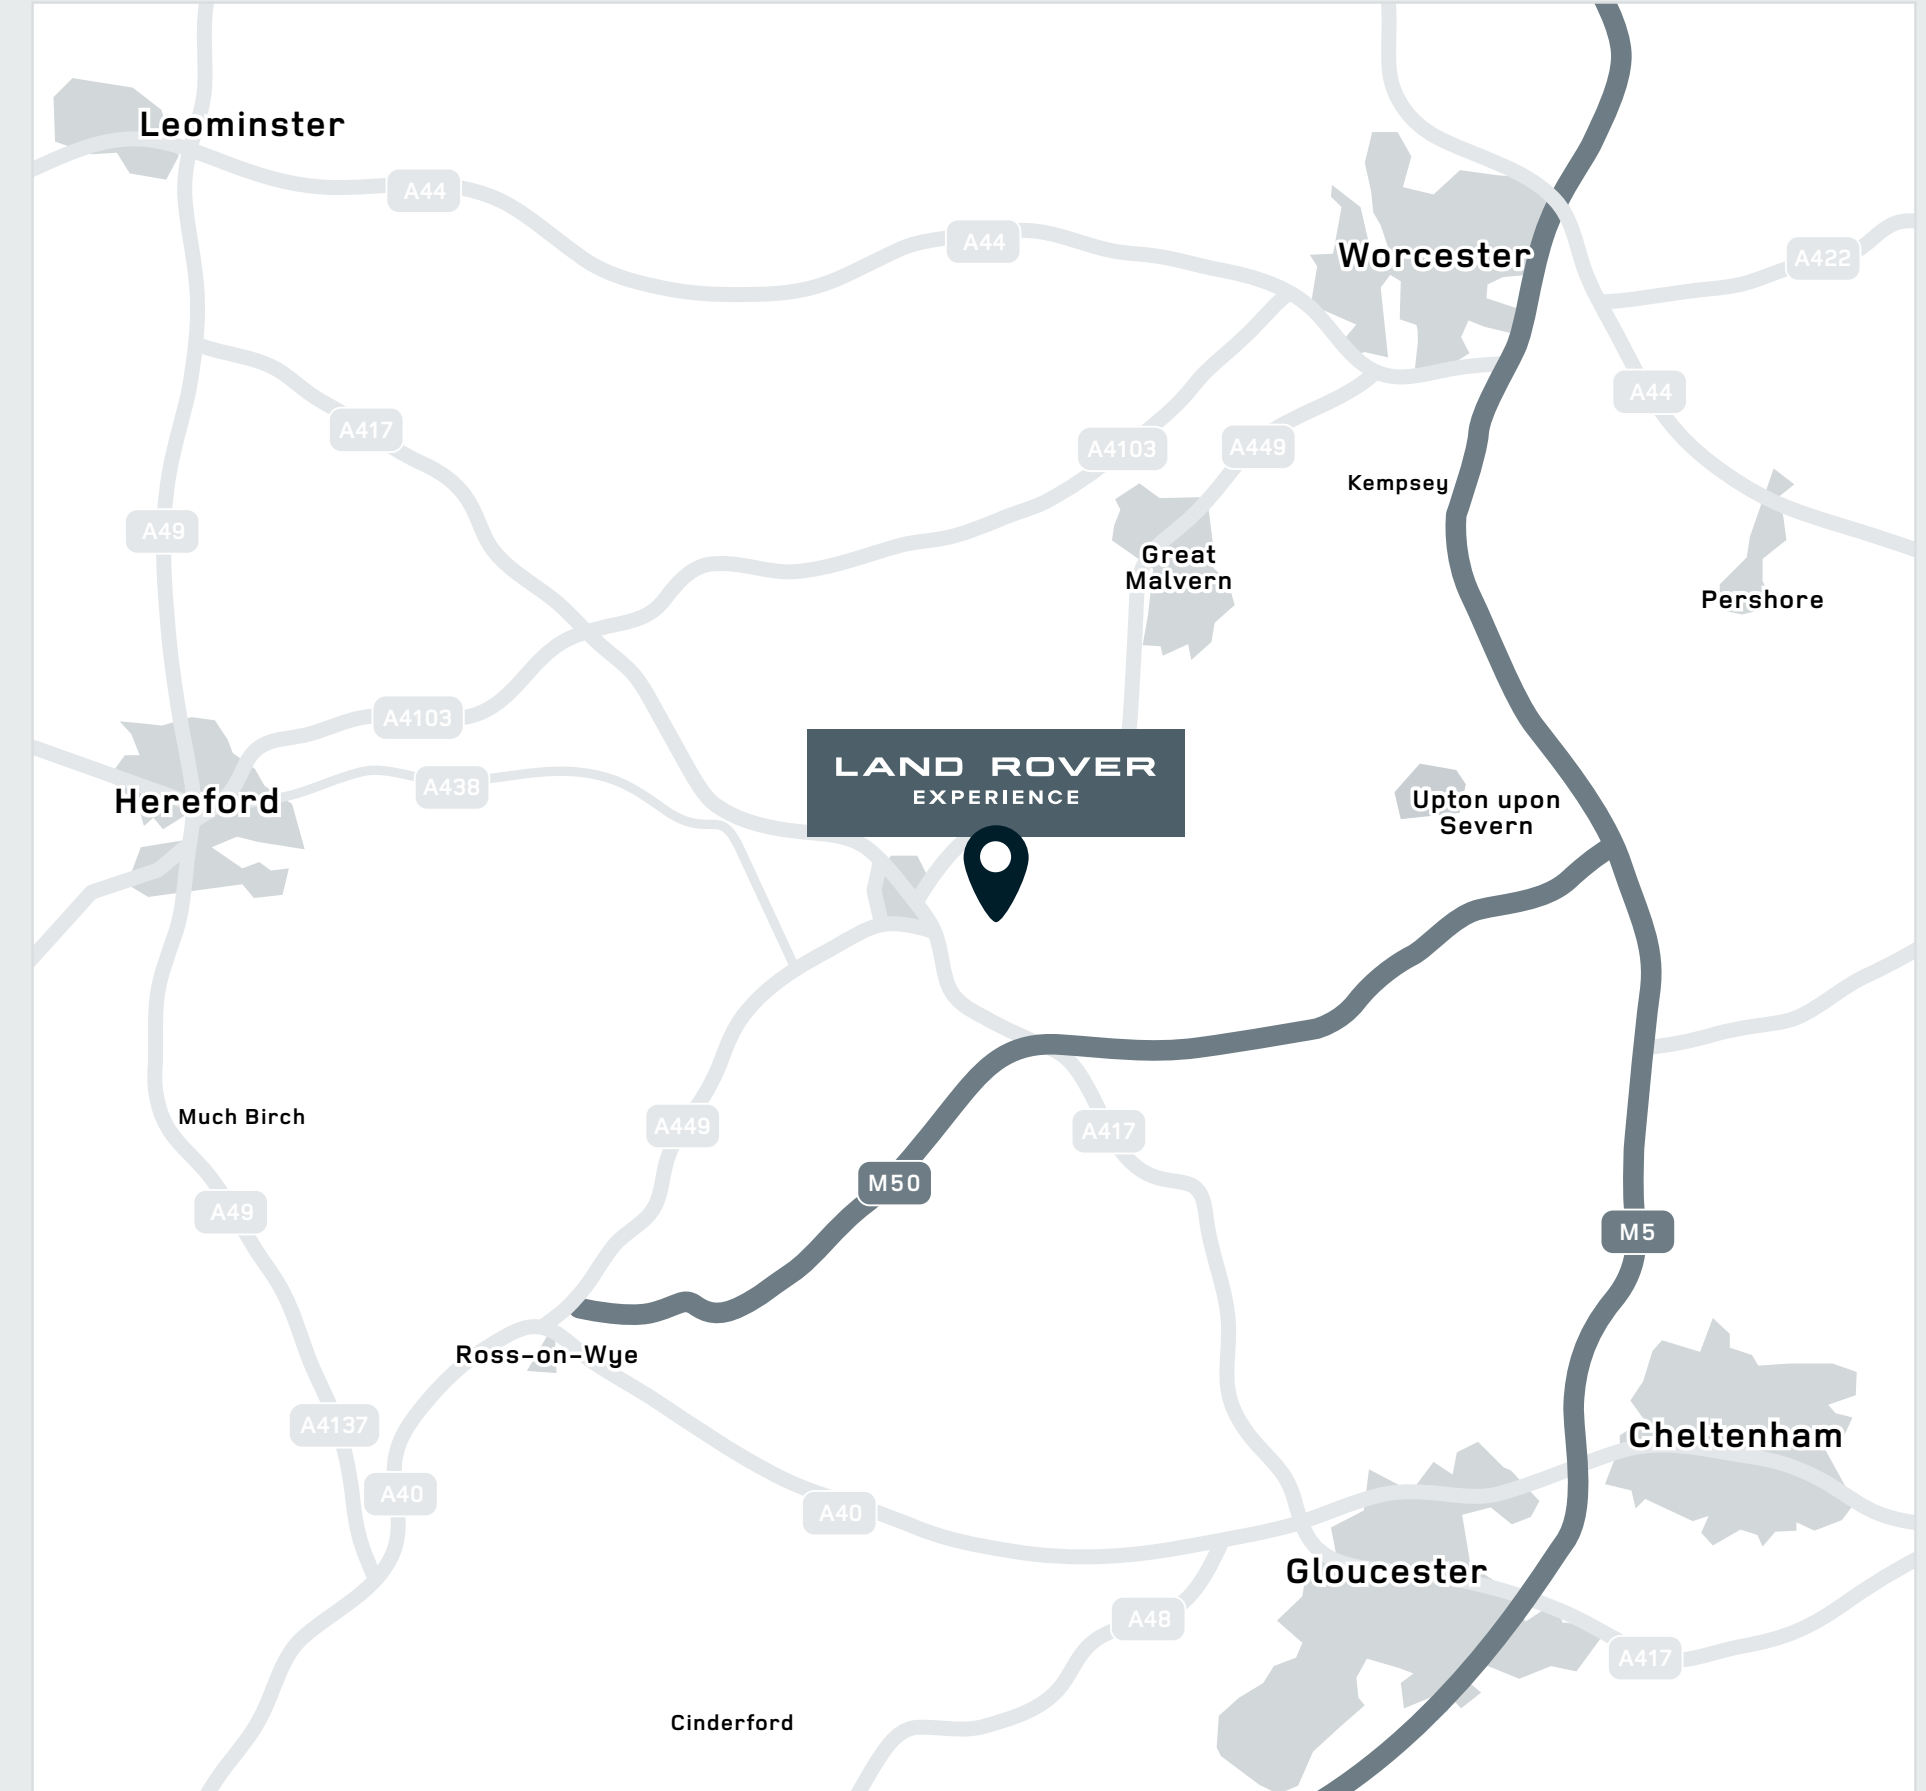 Leominster
A44
A44
Worcester
A422
A44
A417
A4103
A449
Kempsey
A49
Great
Malvern
Pershore
A4103
LAND ROVER
EXPERIENCE
A438
Hereford
Upton upon
Severn
Much Birch
A449
A417
M50
A49
M5
Ross-on-Wye
A4137
Cheltenham
A40
A40
Gloucester
A48
A417
Cinderford